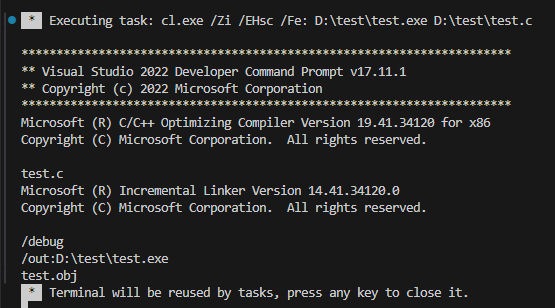 * Executing task: cl.exe /Zi /EHsc /Fe: D:\test\test.exe D:\test\test.c
**********************************************************************
** Visual Studio 2022 Developer Command Prompt v17.11.1
** Copyright (c) 2022 Microsoft Corporation
**********************************************************************
Microsoft (R) C/C++ Optimizing Compiler Version 19.41.34120 for x86
Copyright (C) Microsoft Corporation.  All rights reserved.
test.c
Microsoft (R) Incremental Linker Version 14.41.34120.0
Copyright (C) Microsoft Corporation.  All rights reserved.
/debug
/out:D:\test\test.exe
test.obj
* Terminal will be reused by tasks, press any key to close it.